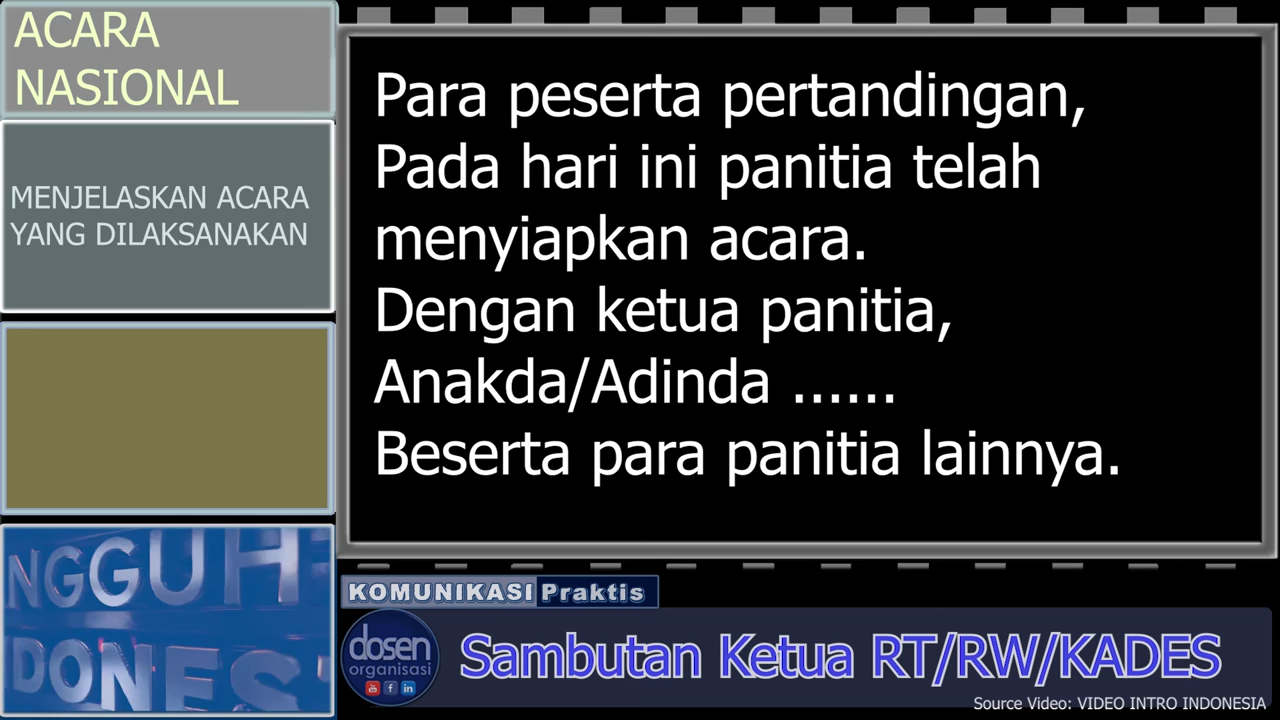 ACARA
NASIONAL
MENJELASKAN ACARA
YANG DILAKSANAKAN
Para peserta pertandingan,
Pada hari ini panitia telah
menyiapkan acara.
Dengan ketua panitia,
Anakda/Adinda ......
Beserta para panitia lainnya.
NGGUH
DONES
KOMUNIKASI Praktis
dosen
organisasi
Sambutan Ketua RT/RW/KADES
Source Video: VIDEO INTRO INDONESIA